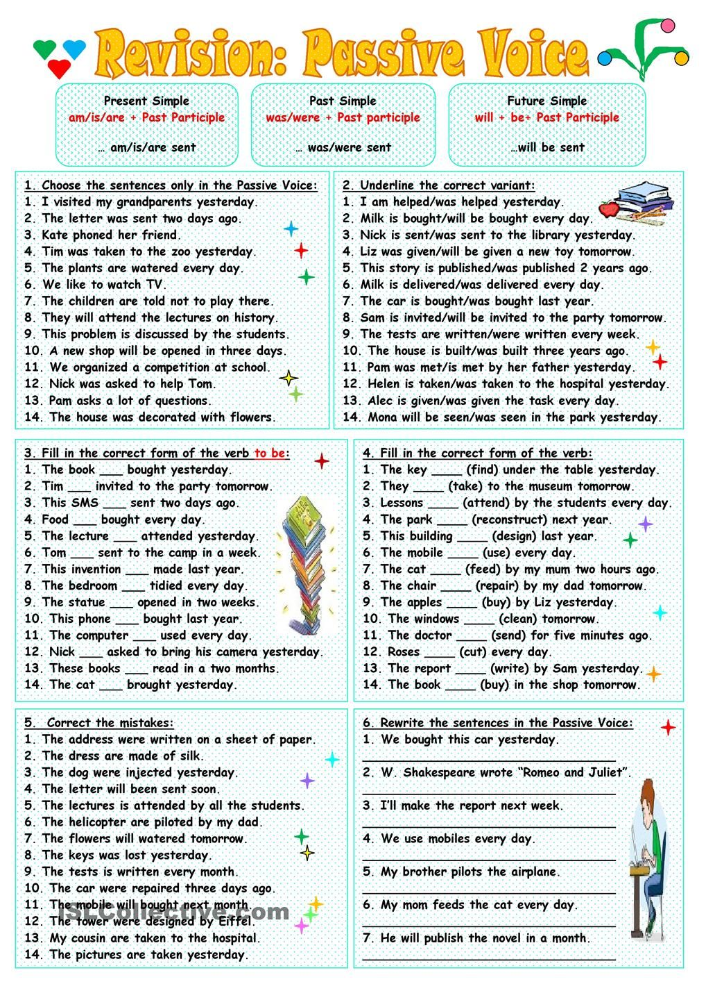 Revision: Passive Voice
Present Simple
am/is/are + Past Participle
… am/is/are sent
Past Simple
was/were + Past participle
… was/were sent
Future Simple
will + be+ Past Participle
…will be sent
1. Choose the sentences only in the Passive Voice:
1. I visited my grandparents yesterday.
2. The letter was sent two days ago.
3. Kate phoned her friend.
4. Tim was taken to the zoo yesterday.
5. The plants are watered every day.
6. We like to watch TV.
7. The children are told not to play there.
8. They will attend the lectures on history.
9. This problem is discussed by the students.
10. A new shop will be opened in three days.
11. We organized a competition at school.
12. Nick was asked to help Tom.
13. Pam asks a lot of questions.
14. The house was decorated with flowers.
2. Underline the correct variant:
1. I am helped/was helped yesterday.
2. Milk is bought/will be bought every day.
3. Nick is sent/was sent to the library yesterday.
4. Liz was given/will be given a new toy tomorrow.
5. This story is published/was published 2 years ago.
6. Milk is delivered/was delivered every day.
7. The car is bought/was bought last year.
8. Sam is invited/will be invited to the party tomorrow.
9. The tests are written/were written every week.
10. The house is built/was built three years ago.
11. Pam was met/is met by her father yesterday.
12. Helen is taken/was taken to the hospital yesterday.
13. Alec is given/was given the task every day.
14. Mona will be seen/was seen in the park yesterday.
3. Fill in the correct form of the verb to be:
1. The book ___ bought yesterday.
2. Tim ___ invited to the party tomorrow.
3. This SMS ___ sent two days ago.
4. Food ___ bought every day.
5. The lecture ___ attended yesterday.
6. Tom ___ sent to the camp in a week.
7. This invention ___ made last year.
8. The bedroom ___ tidied every day.
9. The statue ___ opened in two weeks.
10. This phone ___ bought last year.
11. The computer ___ used every day.
12. Nick ___ asked to bring his camera yesterday.
13. These books ___ read in a two months.
14. The cat ___ brought yesterday.
4. Fill in the correct form of the verb:
1. The key ____ (find) under the table yesterday.
2. They ____ (take) to the museum tomorrow.
3. Lessons ____ (attend) by the students every day.
4. The park ____ (reconstruct) next year.
5. This building ____ (design) last year.
6. The mobile ____ (use) every day.
7. The cat ____ (feed) by my mum two hours ago.
8. The chair ____ (repair) by my dad tomorrow.
9. The apples ____ (buy) by Liz yesterday.
10. The windows ____ (clean) tomorrow.
11. The doctor ____ (send) for five minutes ago.
12. Roses ____ (cut) every day.
13. The report ____ (write) by Sam yesterday.
14. The book ____ (buy) in the shop tomorrow.
5. Correct the mistakes:
1. The address were written on a sheet of paper.
2. The dress are made of silk.
3. The dog were injected yesterday.
4. The letter will been sent soon.
5. The lectures is attended by all the students.
6. The helicopter are piloted by my dad.
7. The flowers will watered tomorrow.
8. The keys was lost yesterday.
9. The tests is written every month.
10. The car were repaired three days ago.
11. The mobile will bought next month.
iSLCollective.com
12. The tower were designed by Eiffel.
13. My cousin are taken to the hospital.
14. The pictures are taken yesterday.
6. Rewrite the sentences in the Passive Voice:
1. We bought this car yesterday.
2. W. Shakespeare wrote “Romeo and Juliet”.
3. I’ll make the report next week.
4. We use mobiles every day.
5. My brother pilots the airplane.
6. My mom feeds the cat every day.
7. He will publish the novel in a month.